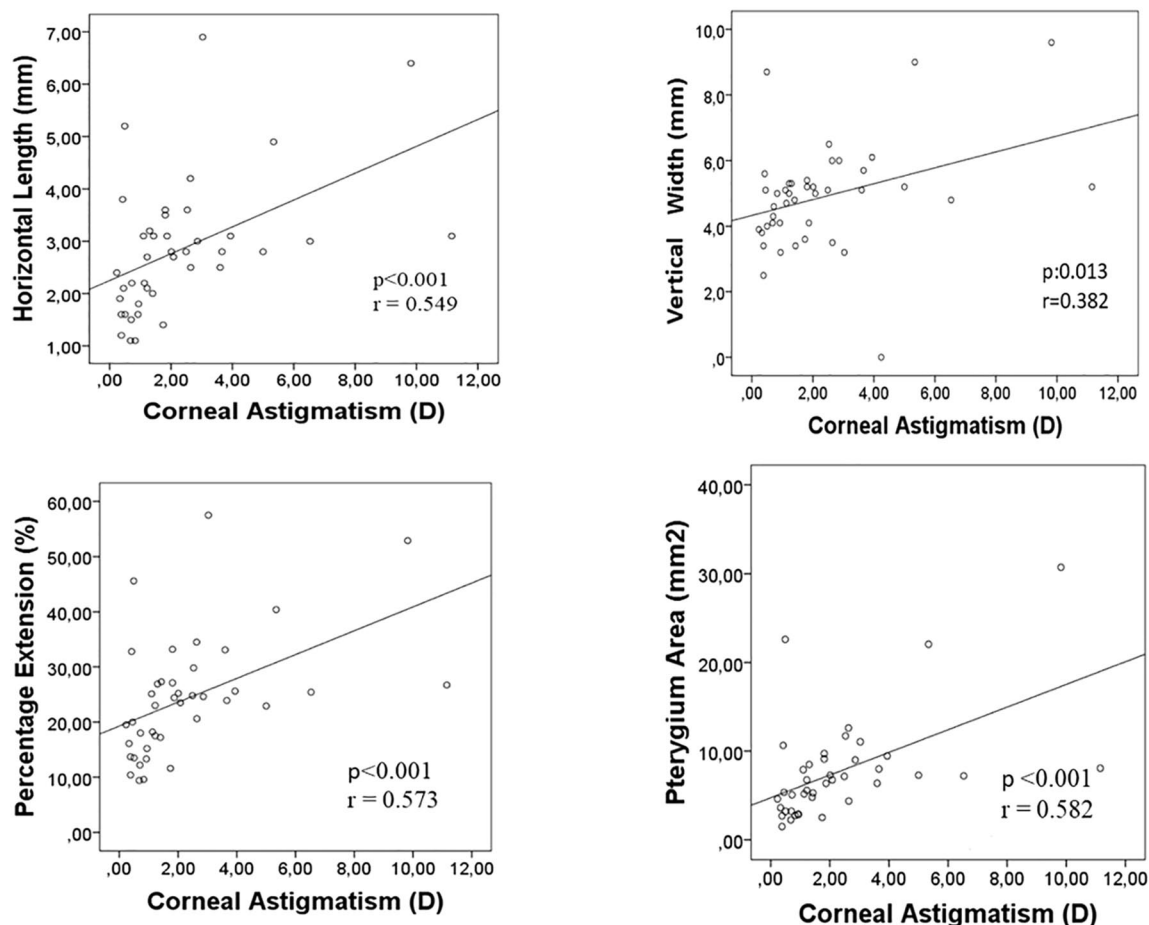 Horizontal Length (mm)
7,00
6,00
5,00
4,00
3,00
2,00
1,00
p<0.001
r = 0.549
,00 2,00 4,00 6,00 8,00 10,00 12,00
Corneal Astigmatism (D)
Vertical Width (mm)
10,0
8,0
6,0
4,0
2,0
,0
p:0.013
r=0.382
,00 2,00 4,00 6,00 8,00 10,00 12,00
Corneal Astigmatism (D)
Percentage Extension (%)
60,00
50,00
40,00
30,00
20,00
10,00
,00
p<0.001
r = 0.573
,00 2,00 4,00 6,00 8,00 10,00 12,00
Corneal Astigmatism (D)
Pterygium Area (mm2)
40,00
30,00
20,00
10,00
,00
p <0.001
r = 0.582
,00 2,00 4,00 6,00 8,00 10,00 12,00
Corneal Astigmatism (D)